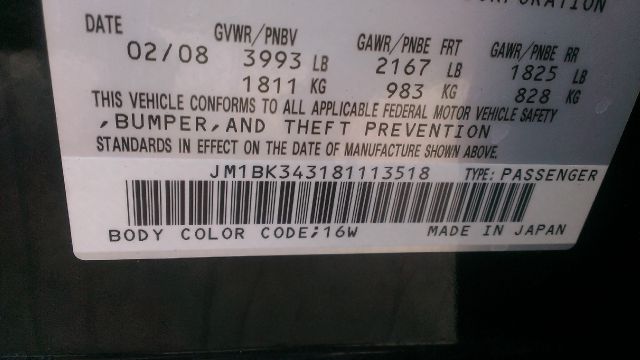 DATE GVWR/PNBV GAWR/PNBE FRT GAWR/PNBE RR
02/08 3993 LB 2167 LB 1825 LB
1811 KG 983 KG 828 KG
THIS VEHICLE CONFORMS TO ALL APPLICABLE FEDERAL MOTOR VEHICLE SAFETY
,BUMPER,AND THEFT PREVENTION
STANDARDS IN EFFECT ON THE DATE OF MANUFACTURE SHOWN ABOVE.
JM1BK343181113518 TYPE: PASSENGER
BODY COLOR CODE;16W MADE IN JAPAN